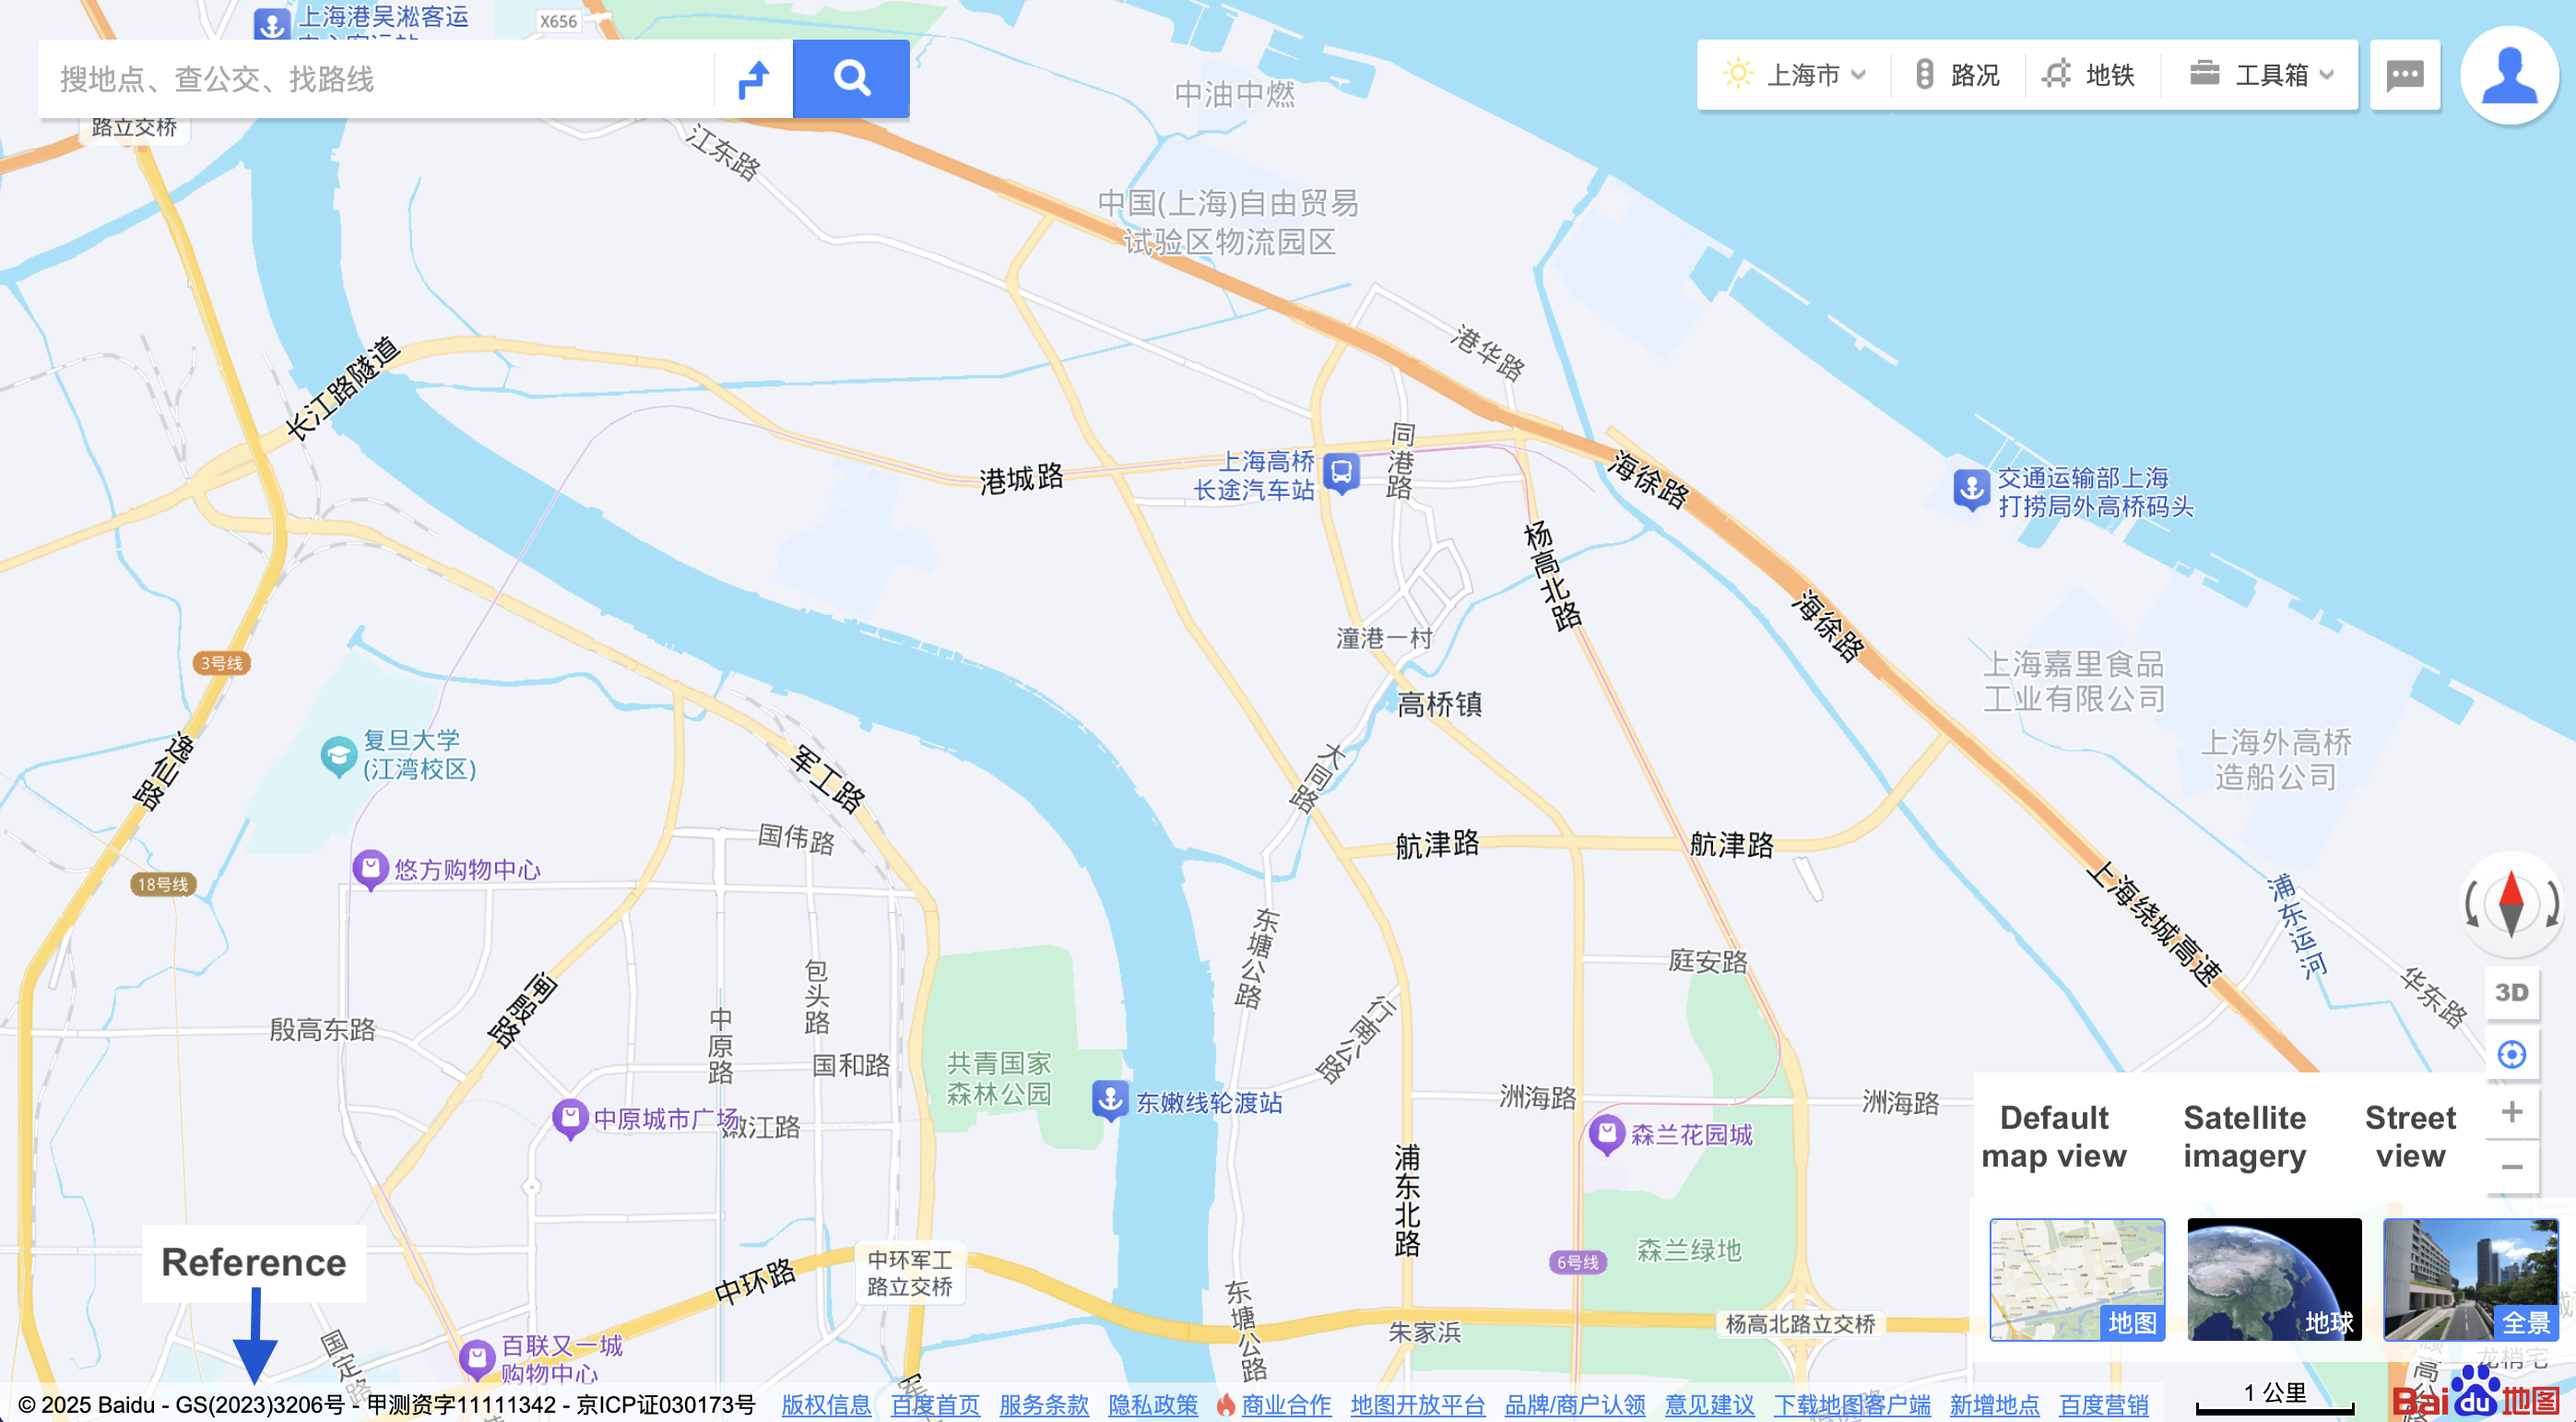 上海港吴淞客运
中心客运站
X656
搜地点、查公交、找路线
上海市
路况
地铁
工具箱
路立交桥
江东路
中油中燃
中国(上海)自由贸易
试验区物流园区
长江路隧道
港华路
港城路
上海高桥
长途汽车站
同港路
海徐路
交通运输部上海
打捞局外高桥码头
杨高北路
海徐路
潼港一村
高桥镇
上海嘉里食品
工业有限公司
上海外高桥
造船公司
3号线
逸仙路
复旦大学
(江湾校区)
军工路
大同路
国伟路
航津路
航津路
悠方购物中心
18号线
上海绕城高速
浦东运河
华东路
东塘公路
庭安路
包头路
闸殷路
中原路
行南公路
殷高东路
国和路
共青国家
森林公园
3D
东嫩线轮渡站
洲海路
洲海路
中原城市广场
嫩江路
森兰花园城
浦东北路
Default
map view
Satellite
imagery
Street
view
Reference
中环路
中环军工
路立交桥
6号线
森兰绿地
东塘公路
朱家浜
杨高北路立交桥
地图
地球
全景
国定路
百联又一城
购物中心
龙梢宅
© 2025 Baidu - GS(2023)3206号 - 甲测资字11111342 - 京ICP证030173号 版权信息 百度首页 服务条款 隐私政策 商业合作 地图开放平台 品牌/商户认领 意见建议 下载地图客户端 新增地点 百度营销
1 公里
Bai du 地图